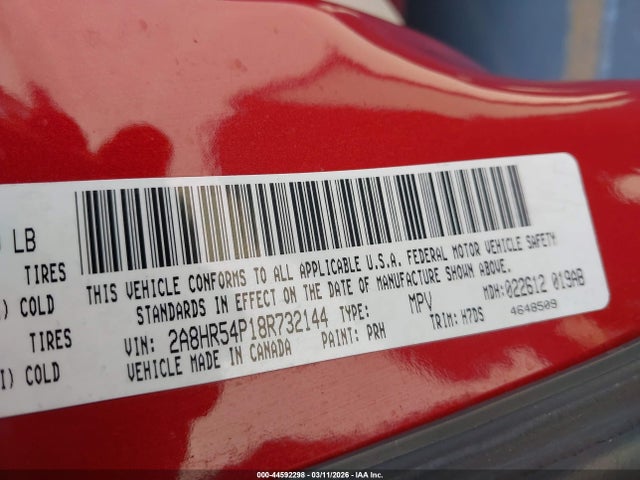 LB
TIRES
COLD
TIRES
I) COLD
THIS VEHICLE CONFORMS TO ALL APPLICABLE U.S.A. FEDERAL MOTOR VEHICLE SAFETY
STANDARDS IN EFFECT ON THE DATE OF MANUFACTURE SHOWN ABOVE.
VIN: 2A8HR54P18R732144 TYPE: MPV MDH:022612 019AB
VEHICLE MADE IN CANADA PAINT: PRH TRIM: H7DS 4648509
000-44592298 - 03/11/2026 - IAA Inc.